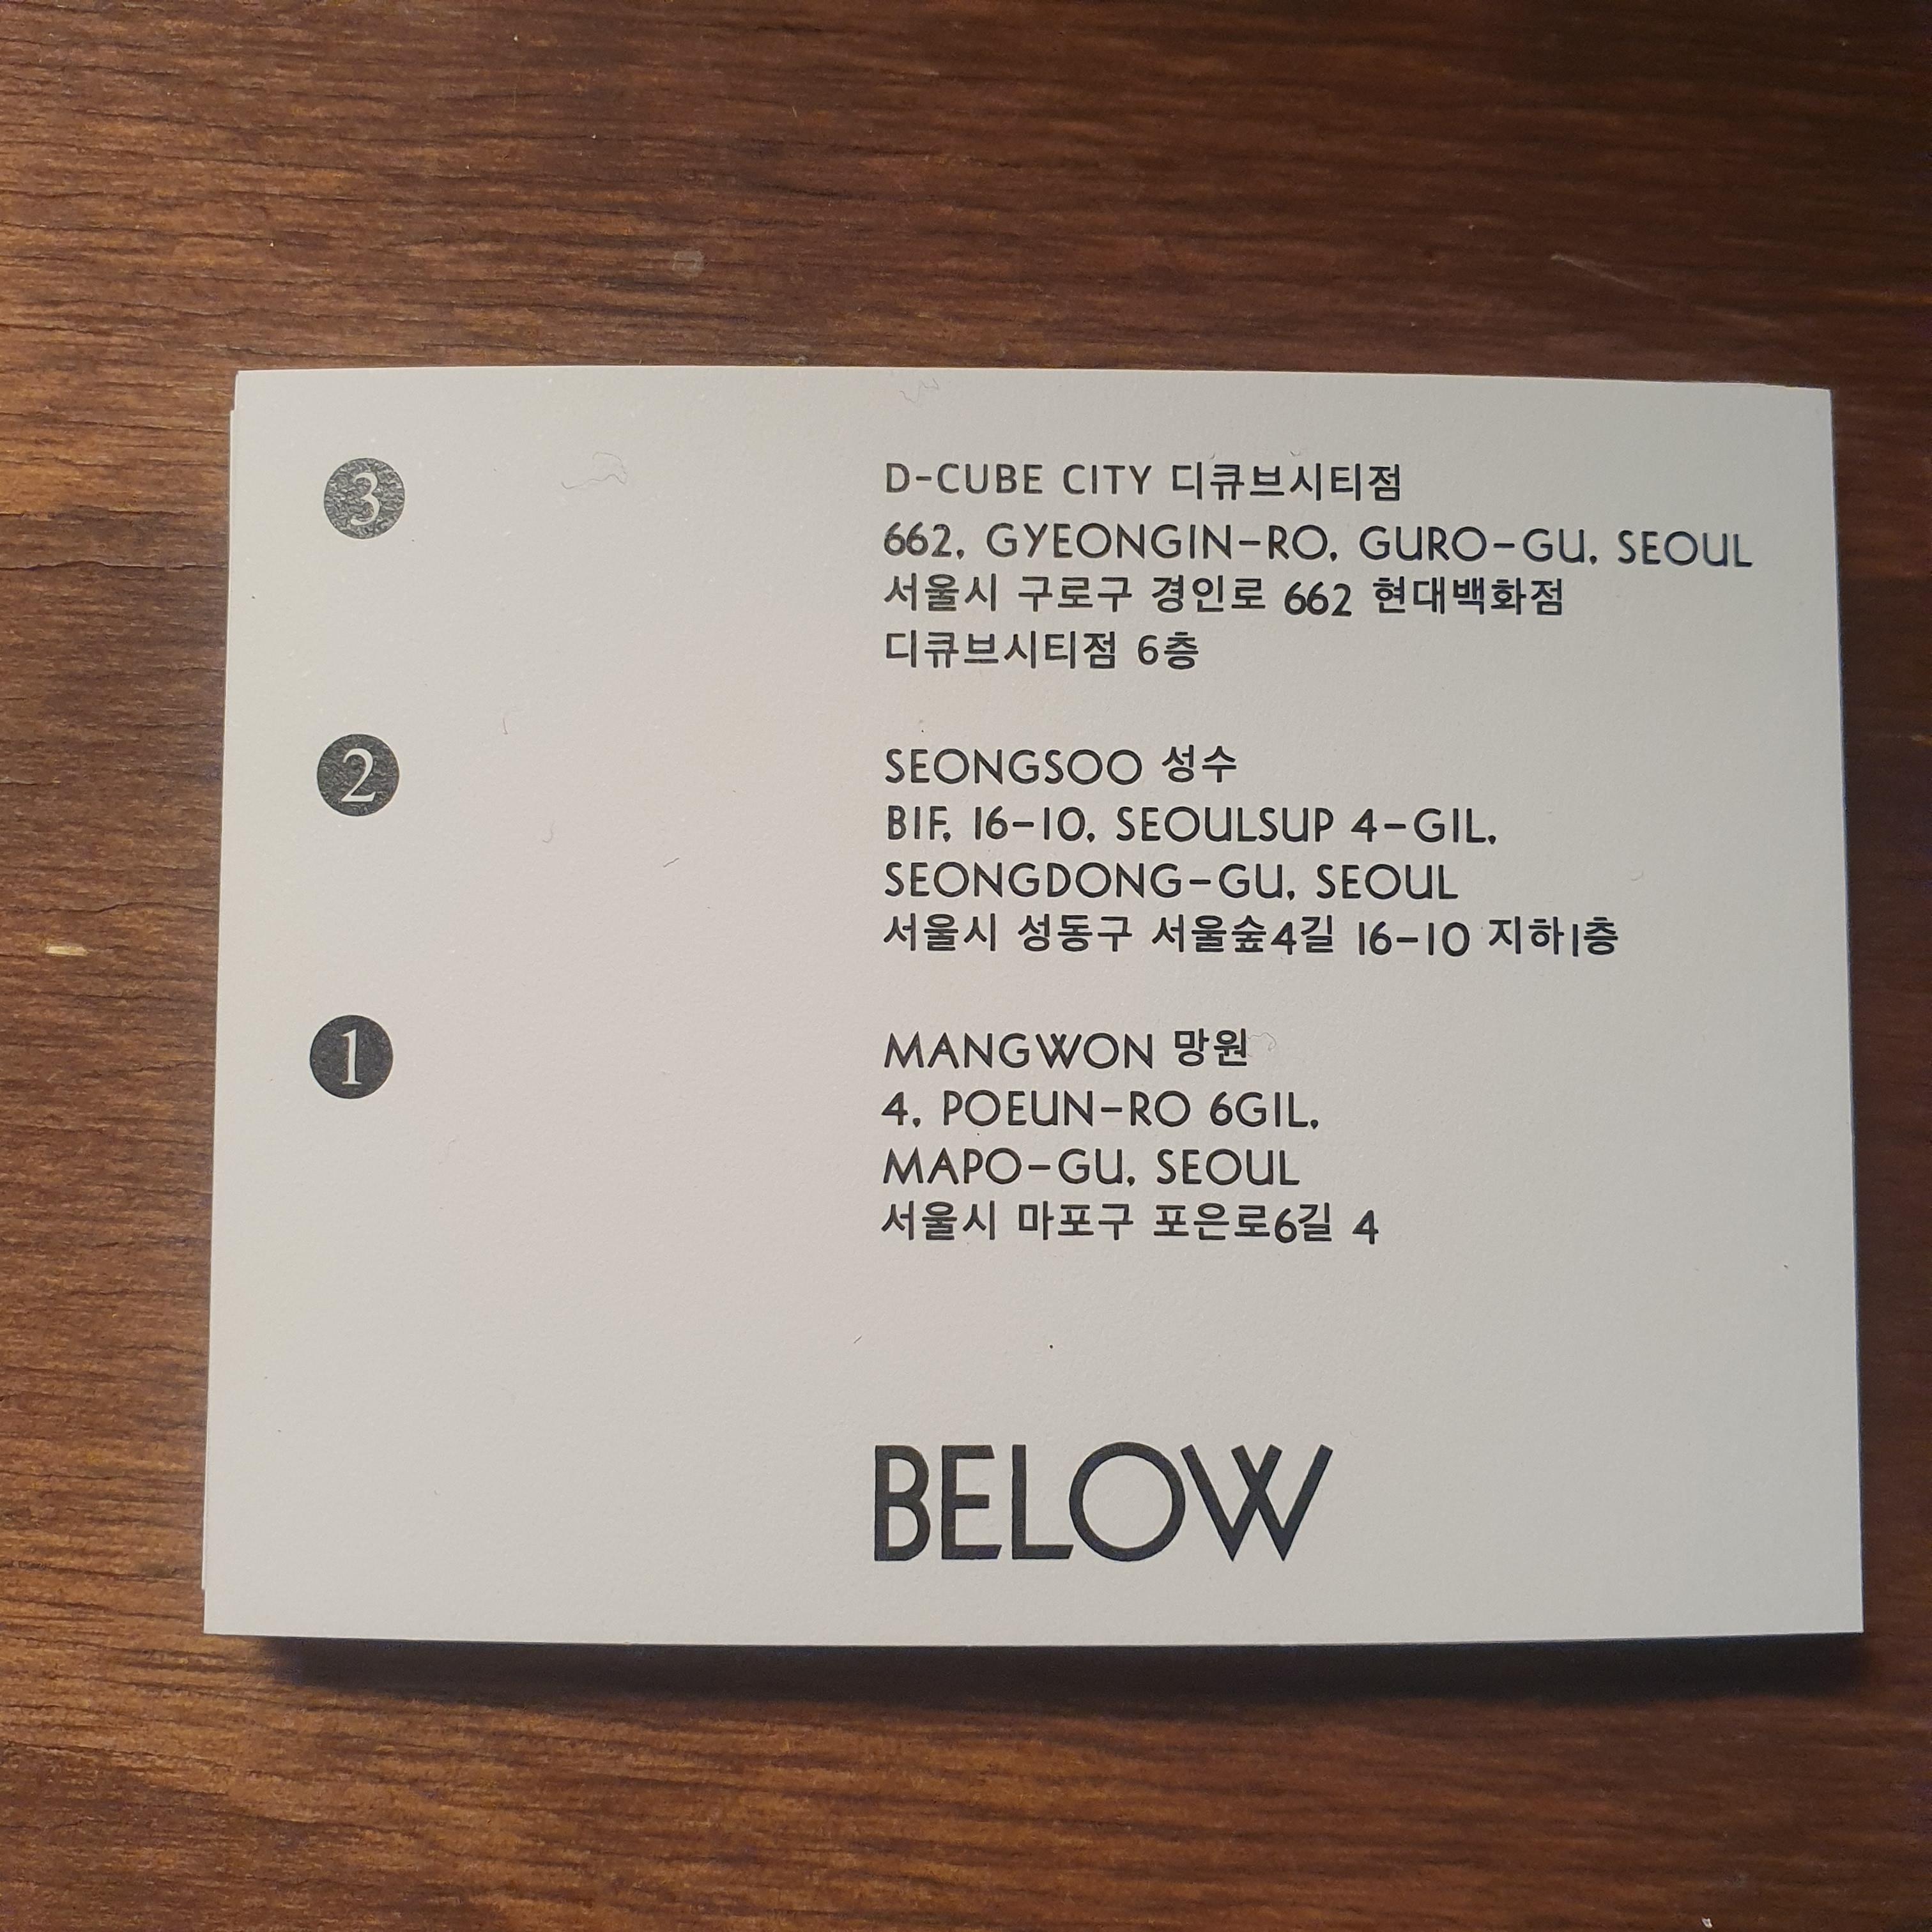 3
D-CUBE CITY 디큐브시티점
662, GYEONGIN-RO, GURO-GU, SEOUL
서울시 구로구 경인로 662 현대백화점
디큐브시티점 6층
2
SEONGSOO 성수
B1F, 16-10, SEOULSUP 4-GIL,
SEONGDONG-GU, SEOUL
서울시 성동구 서울숲4길 16-10 지하1층
1
MANGWON 망원
4, POEUN-RO 6GIL,
MAPO-GU, SEOUL
서울시 마포구 포은로6길 4
BELOW